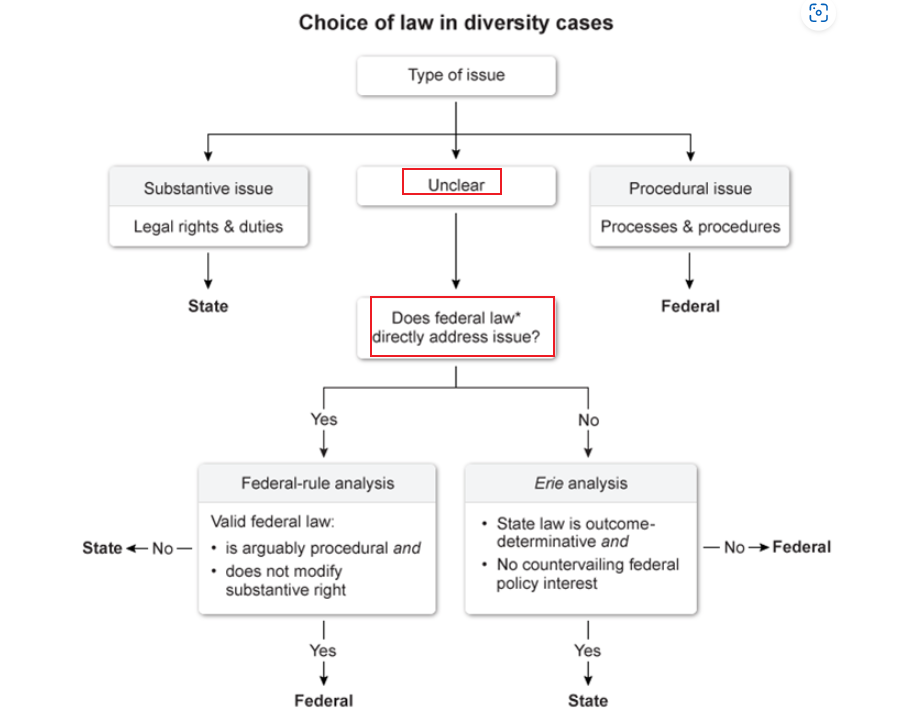 Choice of law in diversity cases
Type of issue
Substantive issue
Legal rights & duties
State
Unclear
Procedural issue
Processes & procedures
Federal
Does federal law*
directly address issue?
Yes
No
Federal-rule analysis
Valid federal law:
• is arguably procedural and
• does not modify
substantive right
State
No
Yes
Federal
Erie analysis
• State law is outcome-
determinative and
• No countervailing federal
policy interest
No
Federal
Yes
State